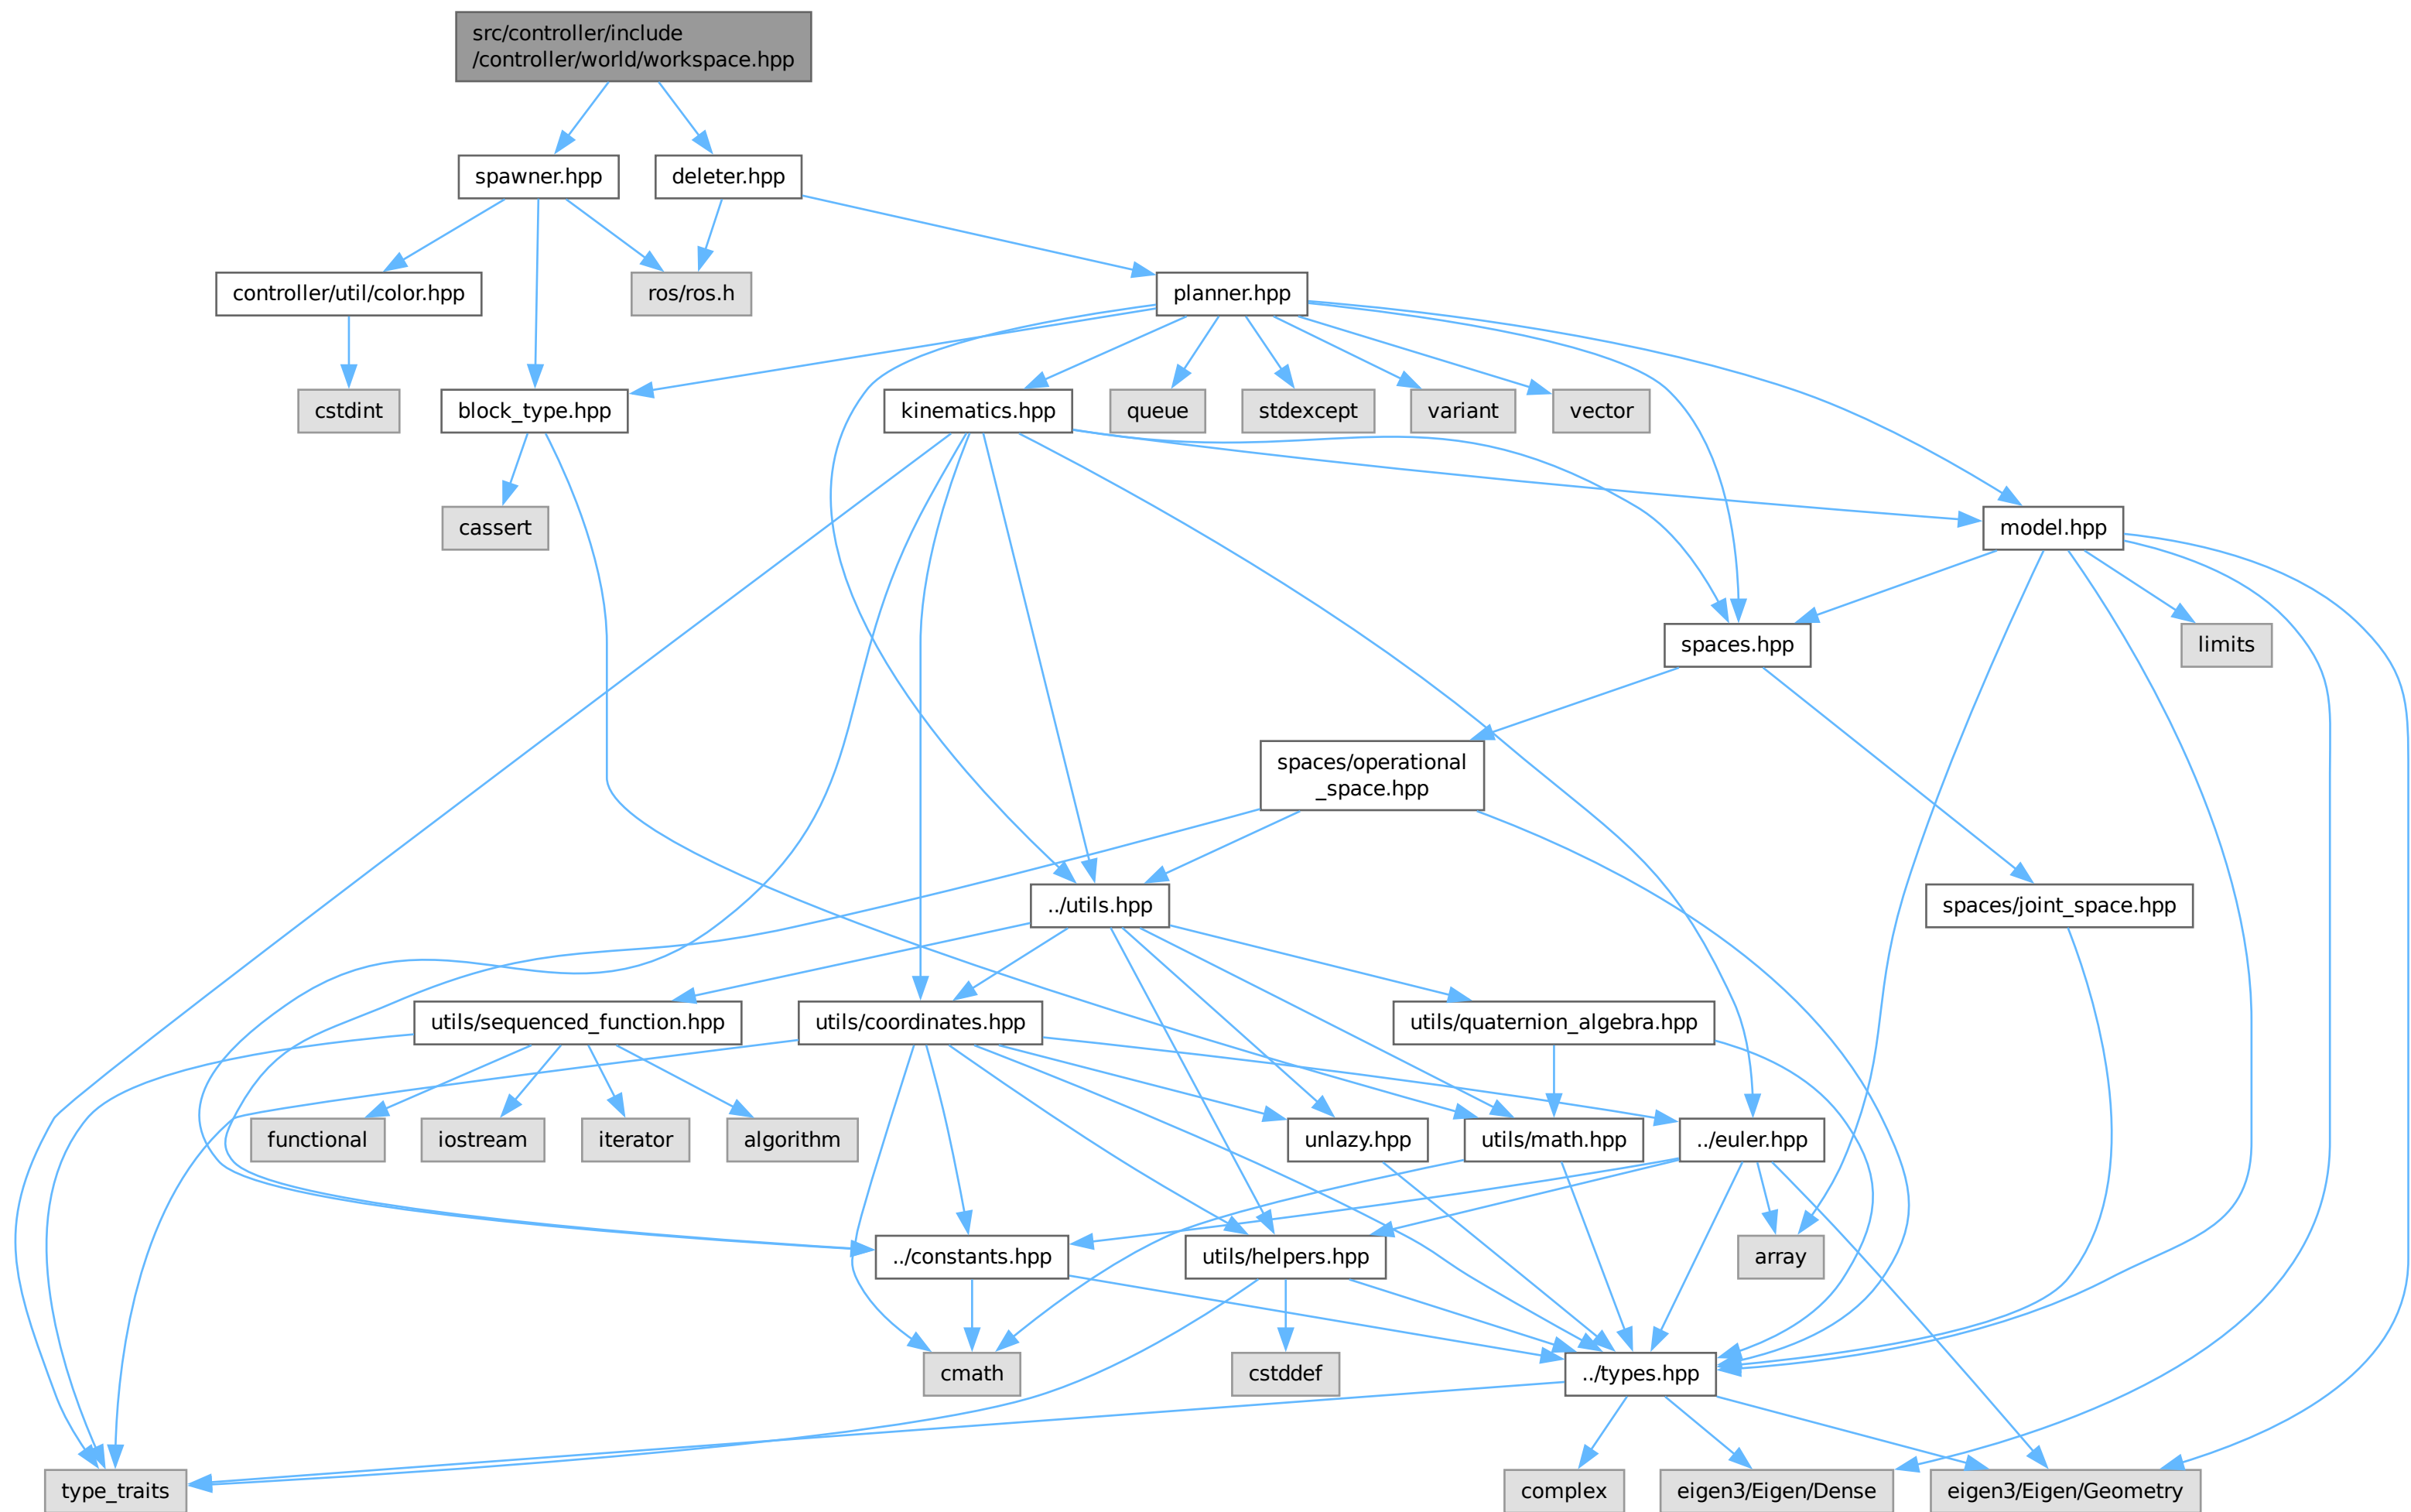 src/controller/include
/controller/world/workspace.hpp
spawner.hpp
deleter.hpp
controller/util/color.hpp
ros/ros.h
planner.hpp
cstdint
block_type.hpp
kinematics.hpp
queue
stdexcept
variant
vector
cassert
model.hpp
spaces.hpp
limits
spaces/operational
_space.hpp
../utils.hpp
spaces/joint_space.hpp
utils/sequenced_function.hpp
utils/coordinates.hpp
utils/quaternion_algebra.hpp
functional
iostream
iterator
algorithm
unlazy.hpp
utils/math.hpp
../euler.hpp
../constants.hpp
utils/helpers.hpp
array
cmath
cstddef
../types.hpp
type_traits
complex
eigen3/Eigen/Dense
eigen3/Eigen/Geometry